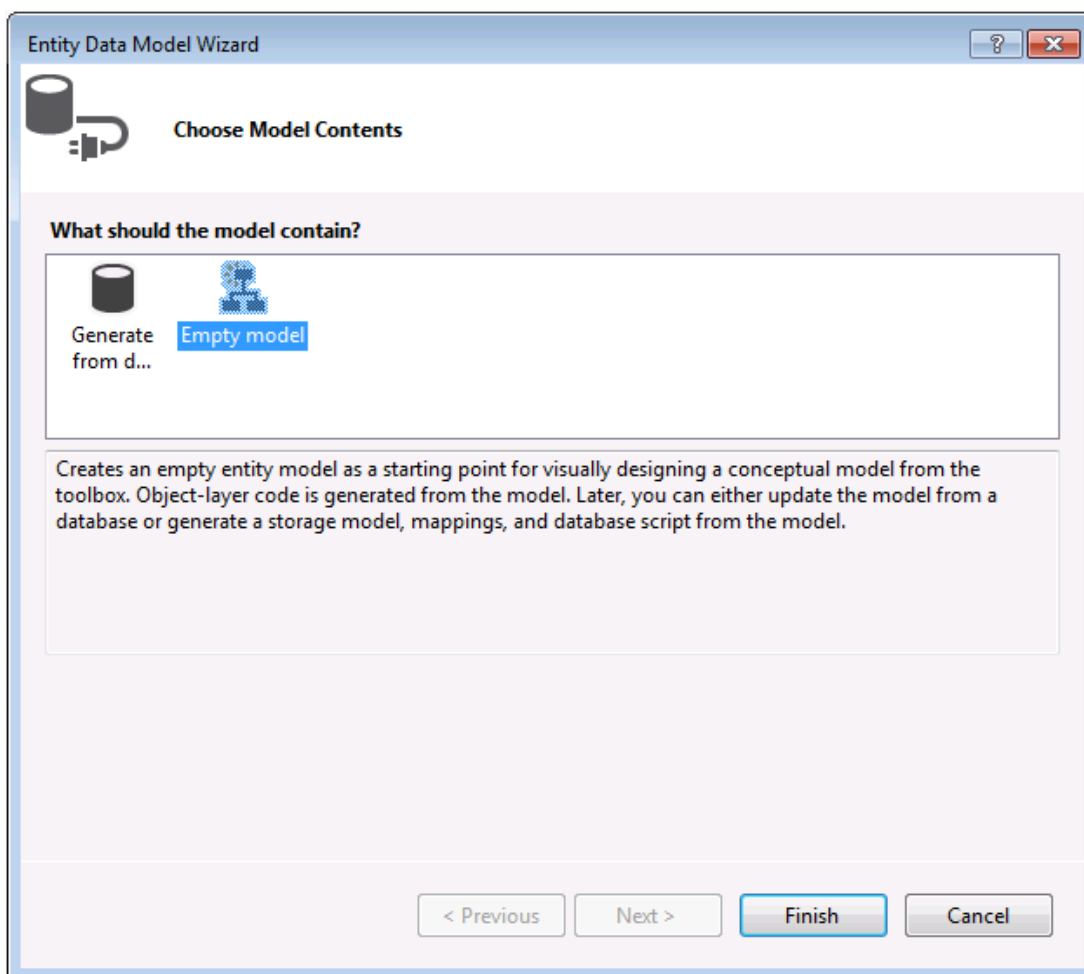 Entity Data Model Wizard
Choose Model Contents
What should the model contain?
Generate
from d...
Empty model
Creates an empty entity model as a starting point for visually designing a conceptual model from the
toolbox. Object-layer code is generated from the model. Later, you can either update the model from a
database or generate a storage model, mappings, and database script from the model.
< Previous
Next >
Finish
Cancel